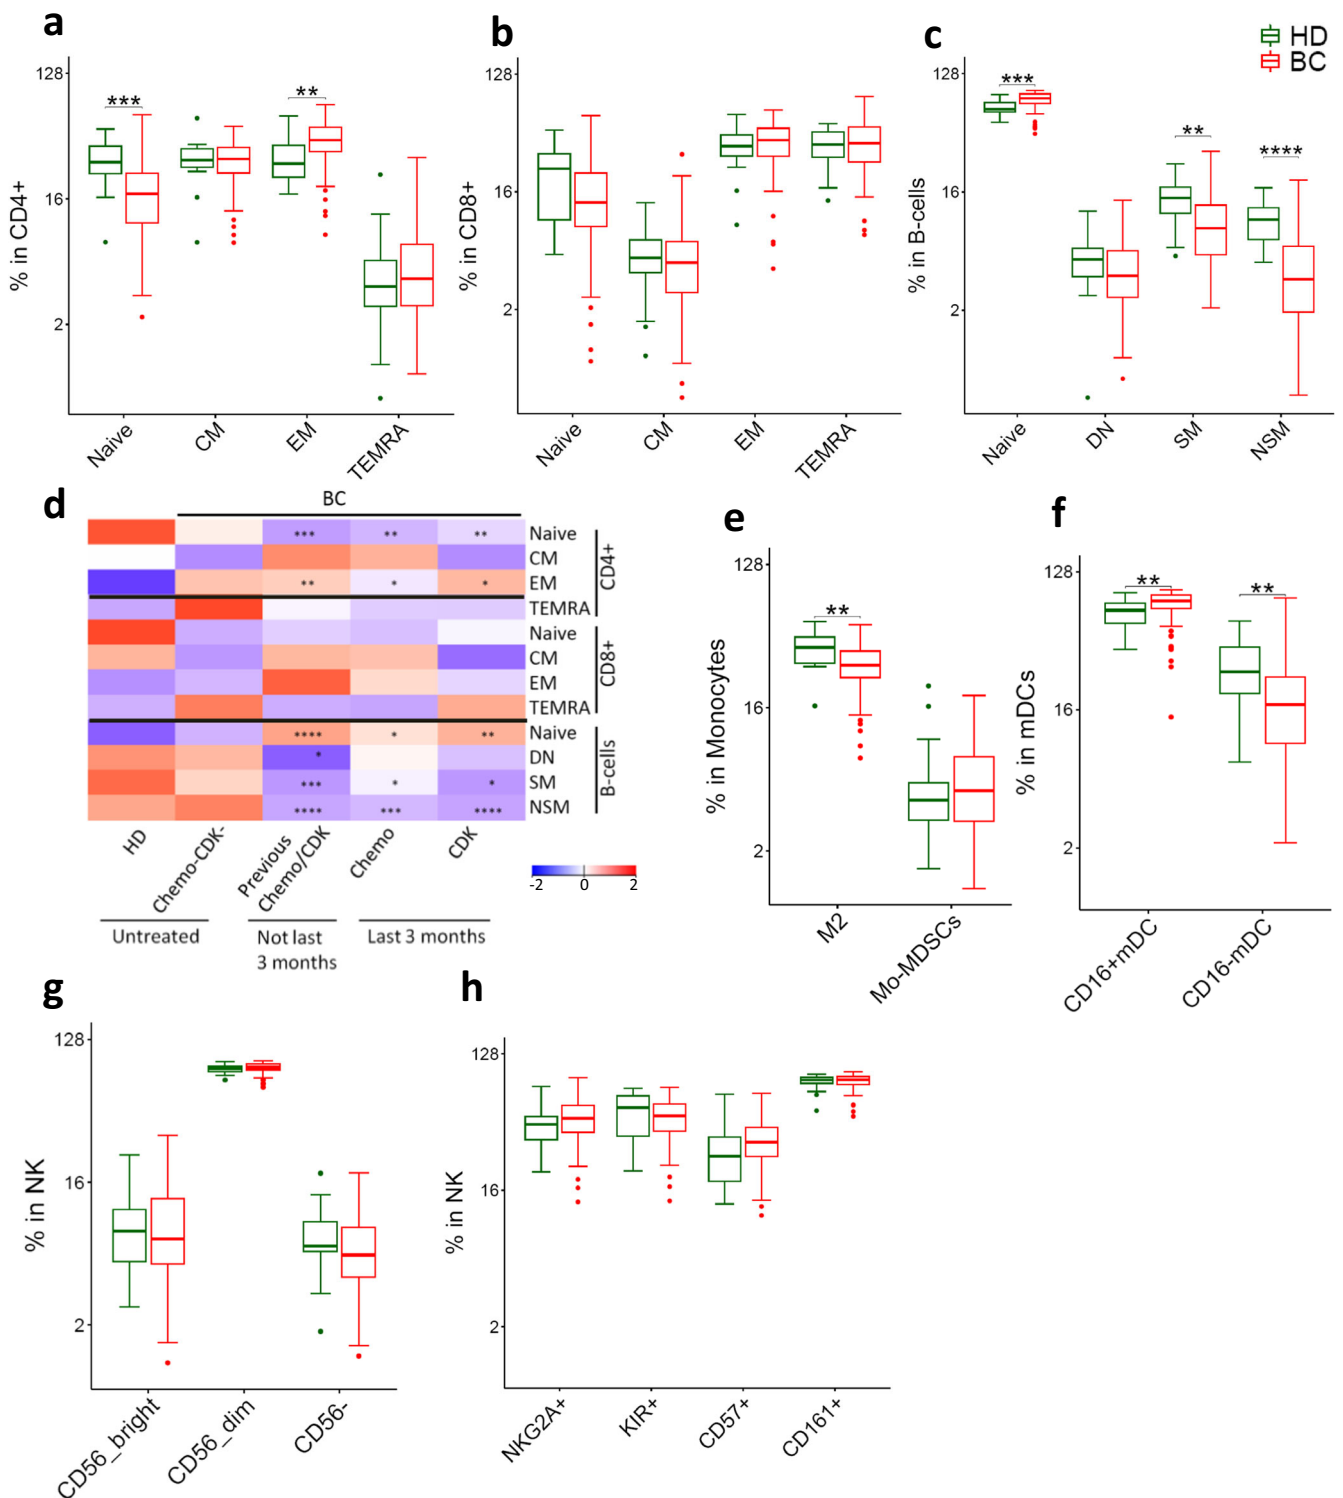 a
% in CD4+
128
16
2
***
**
Naive
CM
EM
TEMRA
b
% in CD8+
128
16
2
Naive
CM
EM
TEMRA
c
HD
BC
% in B-cells
128
16
2
***
**
****
Naive
DN
SM
NSM
d
BC
*** ** ** Naive
CM
** * * EM
TEMRA
CD4+
Naive
CM
EM
TEMRA
CD8+
**** * ** Naive
* DN
*** * * SM
**** *** **** NSM
B-cells
HD
Chemo-CDK-
Previous
Chemo/CDK
Chemo
CDK
-2 0 2
Untreated
Not last
3 months
Last 3 months
e
% in Monocytes
128
16
2
**
M2
Mo-MDSCs
f
% in mDCs
128
16
2
**
**
CD16+mDC
CD16-mDC
g
% in NK
128
16
2
CD56_bright
CD56_dim
CD56-
h
% in NK
128
16
2
NKG2A+
KIR+
CD57+
CD161+